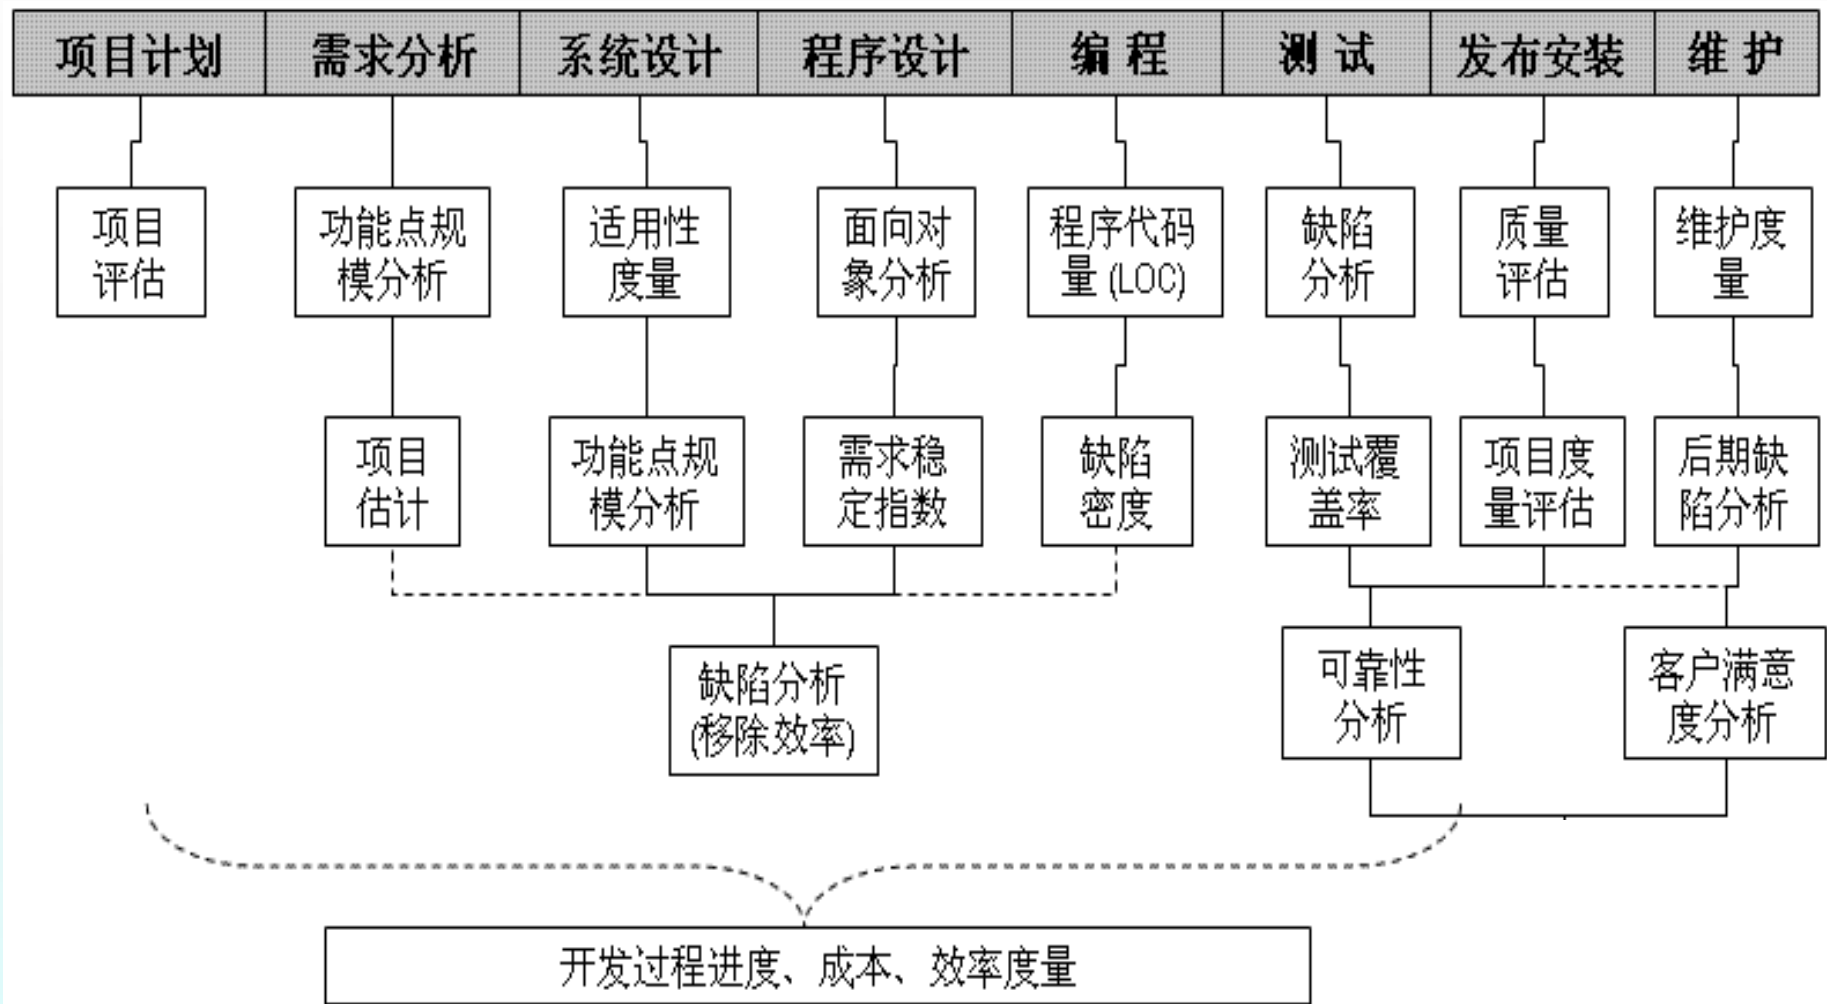 项目计划 需求分析 系统设计 程序设计 编程 测试 发布安装 维护
项目
评估
功能点规
模分析
适用性
度量
面向对
象分析
程序代码
量(LOC)
缺陷
分析
质量
评估
维护度
量
项目
估计
功能点规
模分析
需求稳
定指数
缺陷
密度
测试覆
盖率
项目度
量评估
后期缺
陷分析
缺陷分析
(移除效率)
可靠性
分析
客户满意
度分析
开发过程进度、成本、效率度量